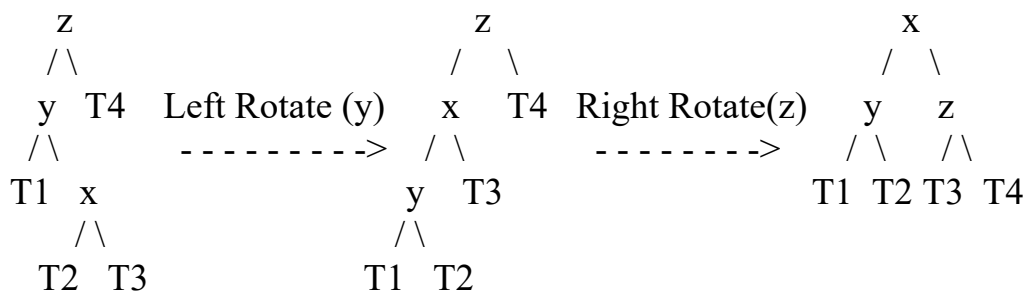 z z x
/ \ / \ / \
y T4 Left Rotate (y) x T4 Right Rotate(z) y z
/ \ - - - - - - - - -> / \ - - - - - - - -> / \ / \
T1 x y T3 T1 T2 T3 T4
/ \ / \
T2 T3 T1 T2